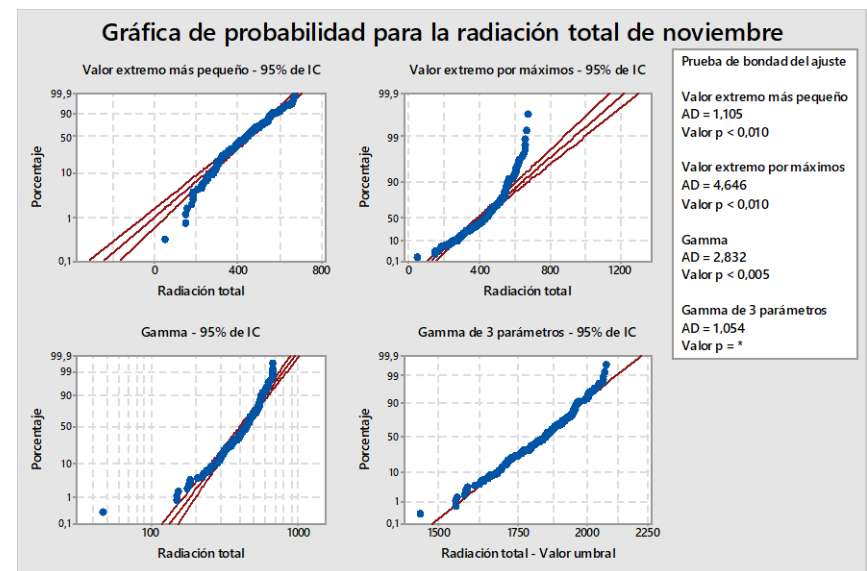 Gráfica de probabilidad para la radiación total de noviembre
Valor extremo más pequeño - 95% de IC
99,9
90
50
10
1
0,1
Porcentaje
0
400
800
Radiación total
Valor extremo por máximos - 95% de IC
99,9
99
90
50
10
0,1
Porcentaje
0
400
800
1200
Radiación total
Gamma - 95% de IC
99,9
99
90
50
10
1
0,1
Porcentaje
100
1000
Radiación total
Gamma de 3 parámetros - 95% de IC
99,9
99
90
50
10
1
0,1
Porcentaje
1500
1750
2000
2250
Radiación total - Valor umbral
Prueba de bondad del ajuste
Valor extremo más pequeño
AD = 1,105
Valor p < 0,010
Valor extremo por máximos
AD = 4,646
Valor p < 0,010
Gamma
AD = 2,832
Valor p < 0,005
Gamma de 3 parámetros
AD = 1,054
Valor p = *